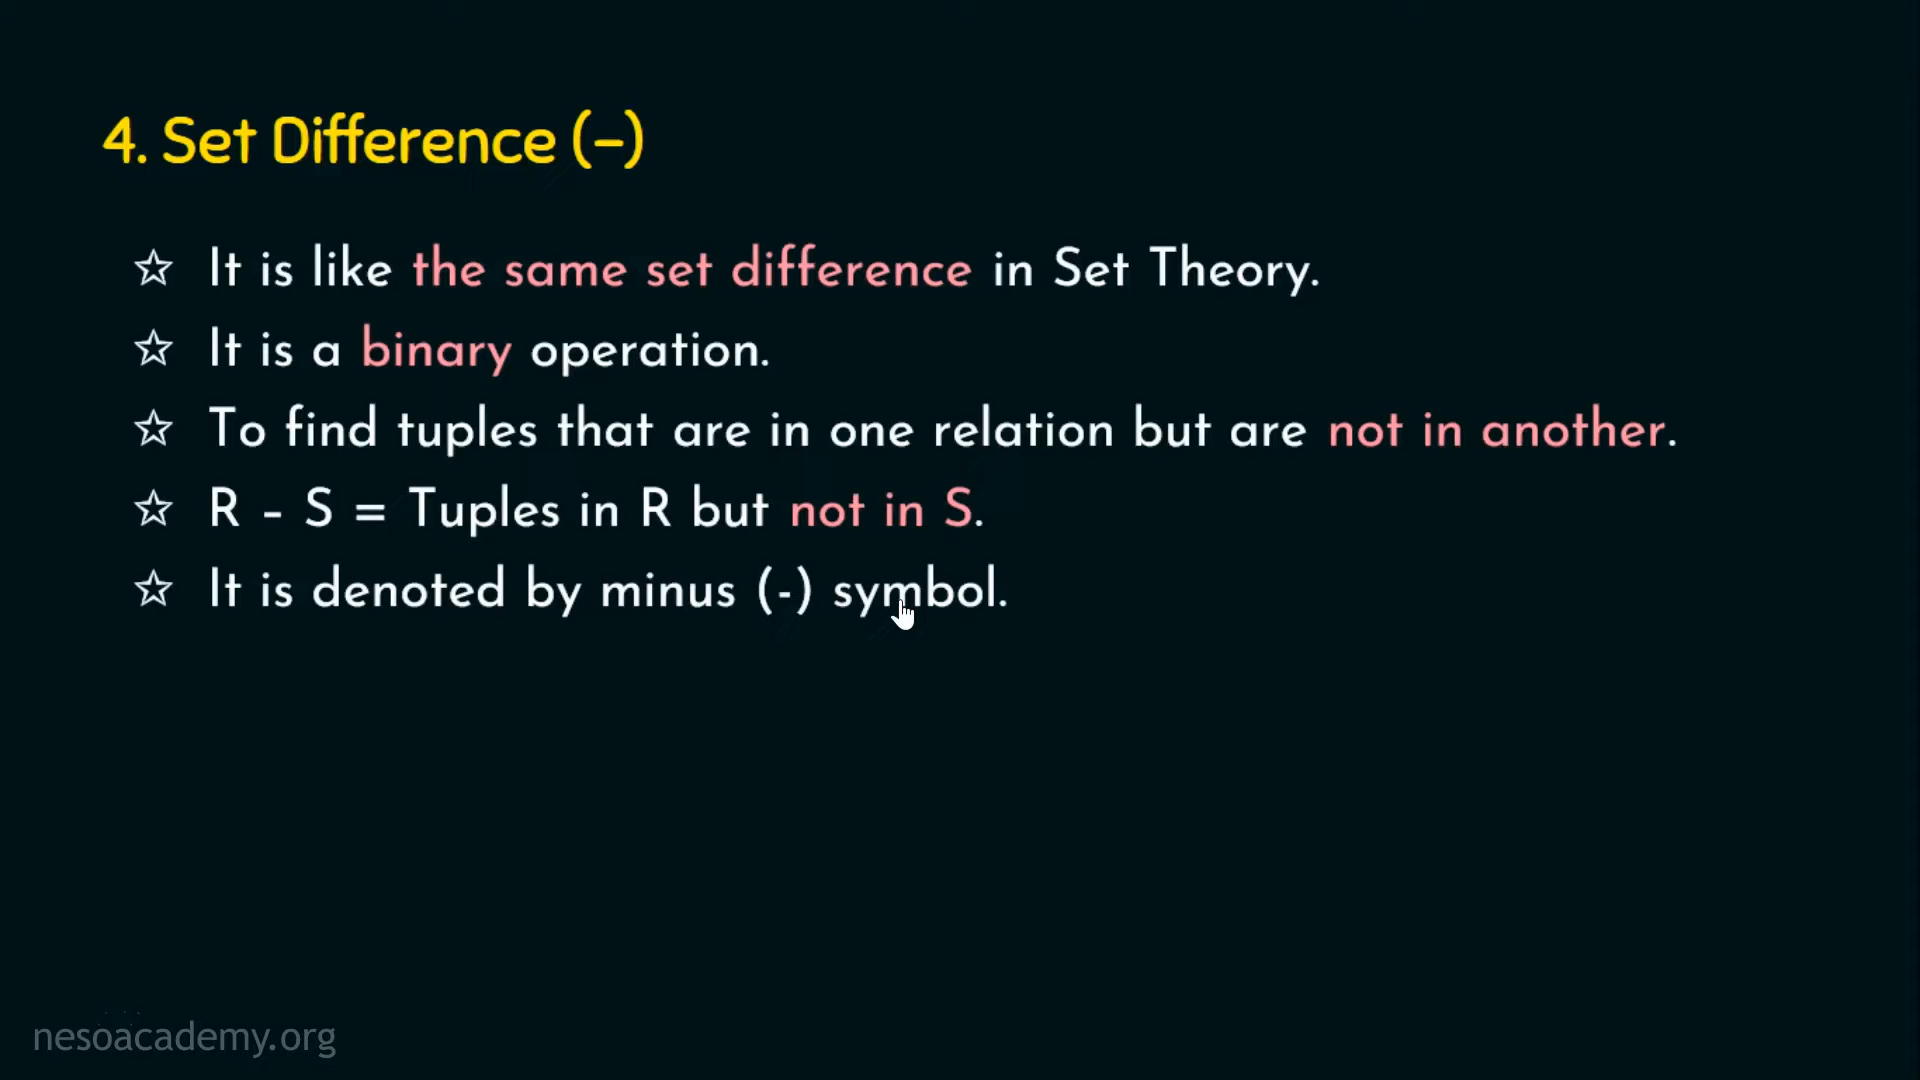 4. Set Difference (–)
☆ It is like the same set difference in Set Theory.
☆ It is a binary operation.
☆ To find tuples that are in one relation but are not in another.
☆ R – S = Tuples in R but not in S.
☆ It is denoted by minus (-) symbol.
nesoacademy.org